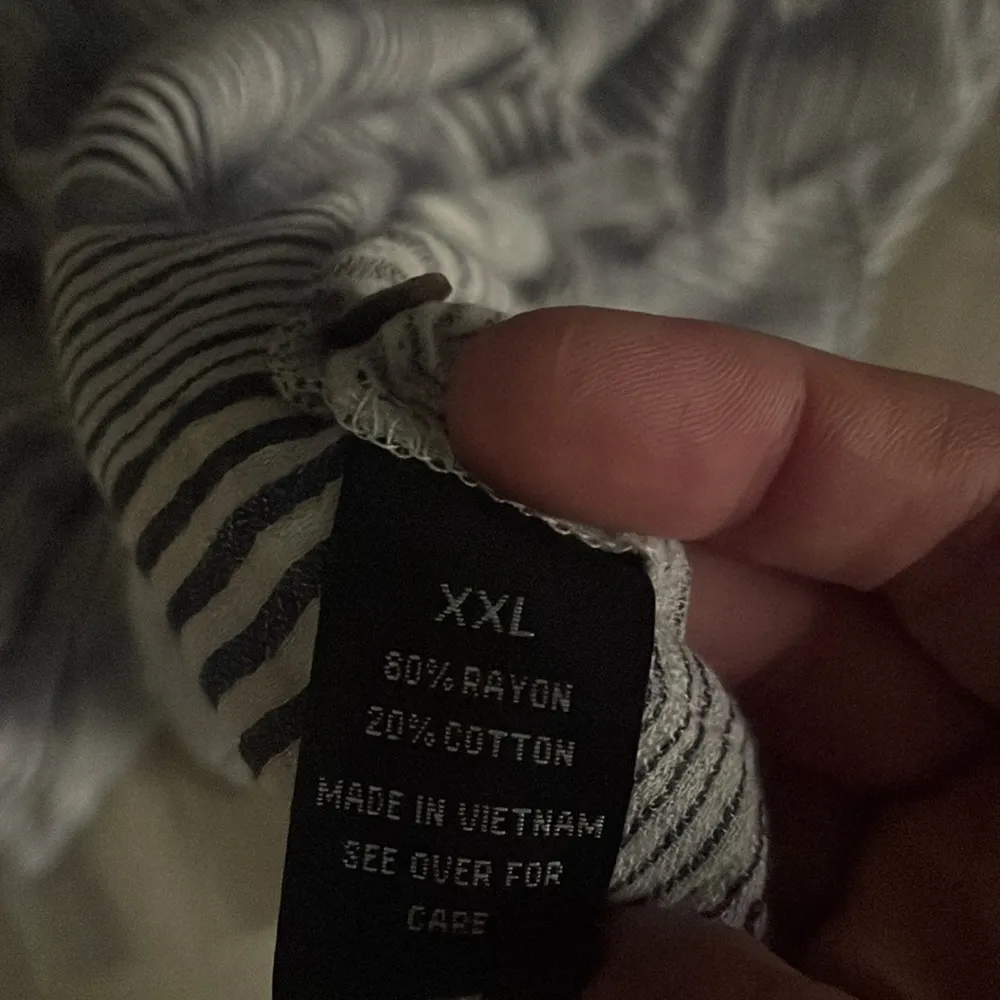 XXL
80% RAYON
20% COTTON
MADE IN VIETNAM
SEE OVER FOR
CARE